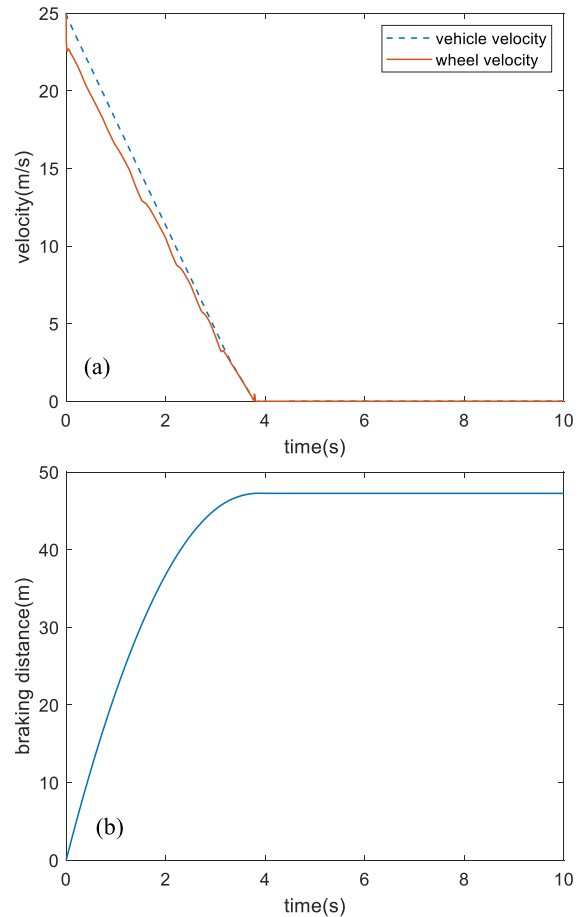 25
20
15
10
5
0
velocity(m/s)
vehicle velocity
wheel velocity
(a)
0 2 4 6 8 10
time(s)
50
40
30
20
10
0
braking distance(m)
(b)
0 2 4 6 8 10
time(s)